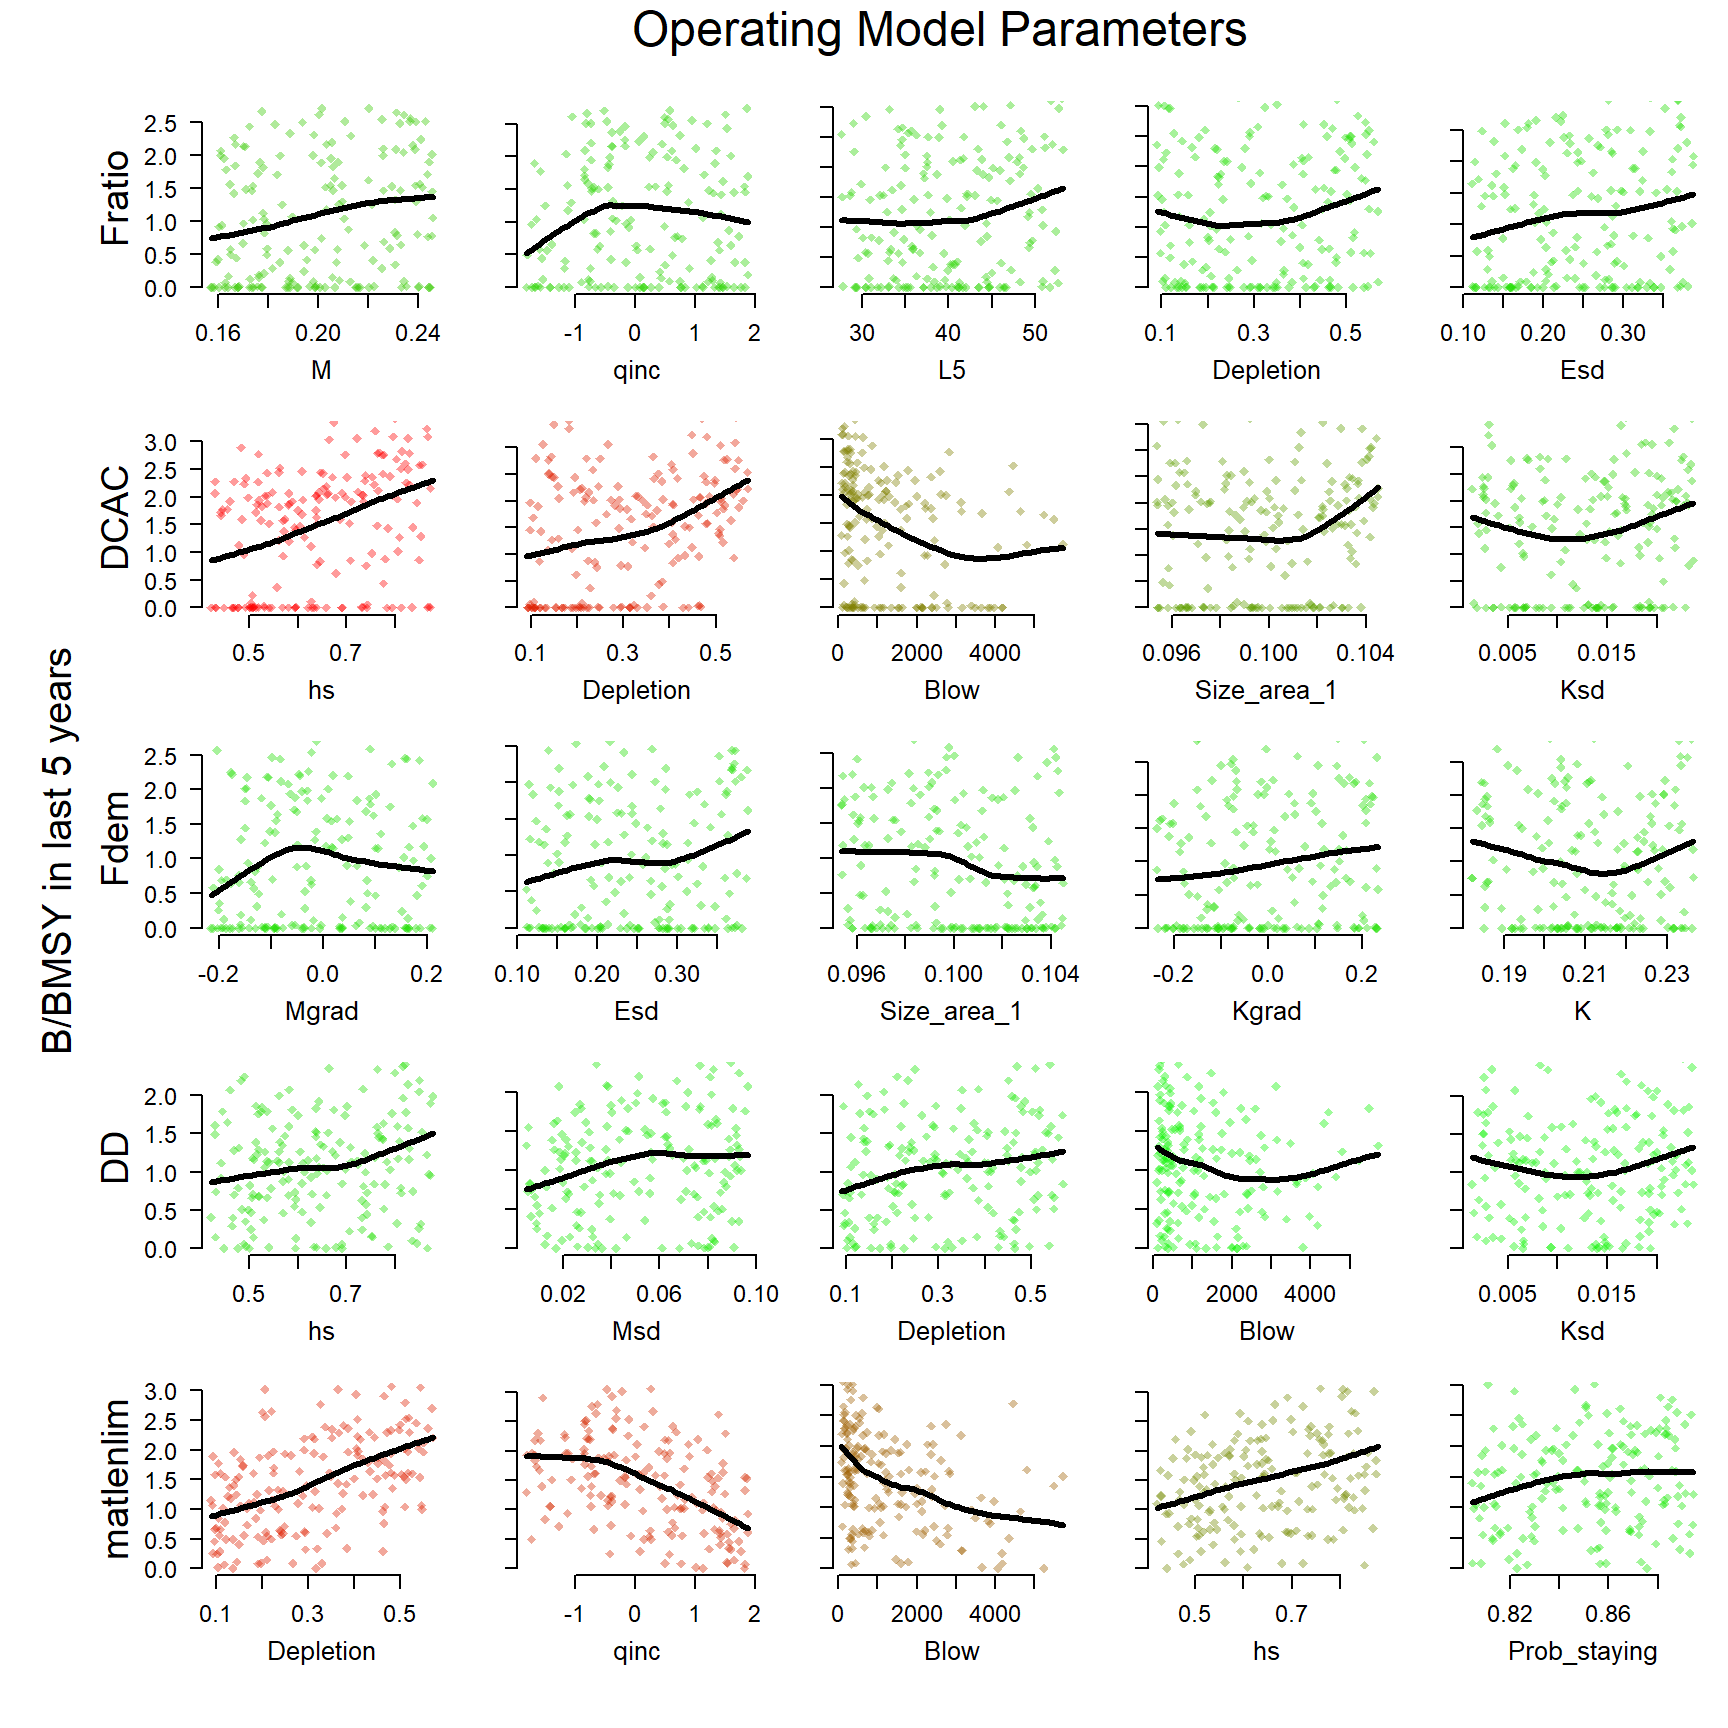 Operating Model Parameters
B/BMSY in last 5 years
Fratio
2.5
2.0
1.5
1.0
0.5
0.0
0.16 0.20 0.24
M
-1 0 1 2
qinc
30 40 50
L5
0.1 0.3 0.5
Depletion
0.10 0.20 0.30
Esd
DCAC
3.0
2.5
2.0
1.5
1.0
0.5
0.0
0.5 0.7
hs
0.1 0.3 0.5
Depletion
0 2000 4000
Blow
0.096 0.100 0.104
Size_area_1
0.005 0.015
Ksd
Fdem
2.5
2.0
1.5
1.0
0.5
0.0
-0.2 0.0 0.2
Mgrad
0.10 0.20 0.30
Esd
0.096 0.100 0.104
Size_area_1
-0.2 0.0 0.2
Kgrad
0.19 0.21 0.23
K
DD
2.0
1.5
1.0
0.5
0.0
0.5 0.7
hs
0.02 0.06 0.10
Msd
0.1 0.3 0.5
Depletion
0 2000 4000
Blow
0.005 0.015
Ksd
matlenlim
3.0
2.5
2.0
1.5
1.0
0.5
0.0
0.1 0.3 0.5
Depletion
-1 0 1 2
qinc
0 2000 4000
Blow
0.5 0.7
hs
0.82 0.86
Prob_staying